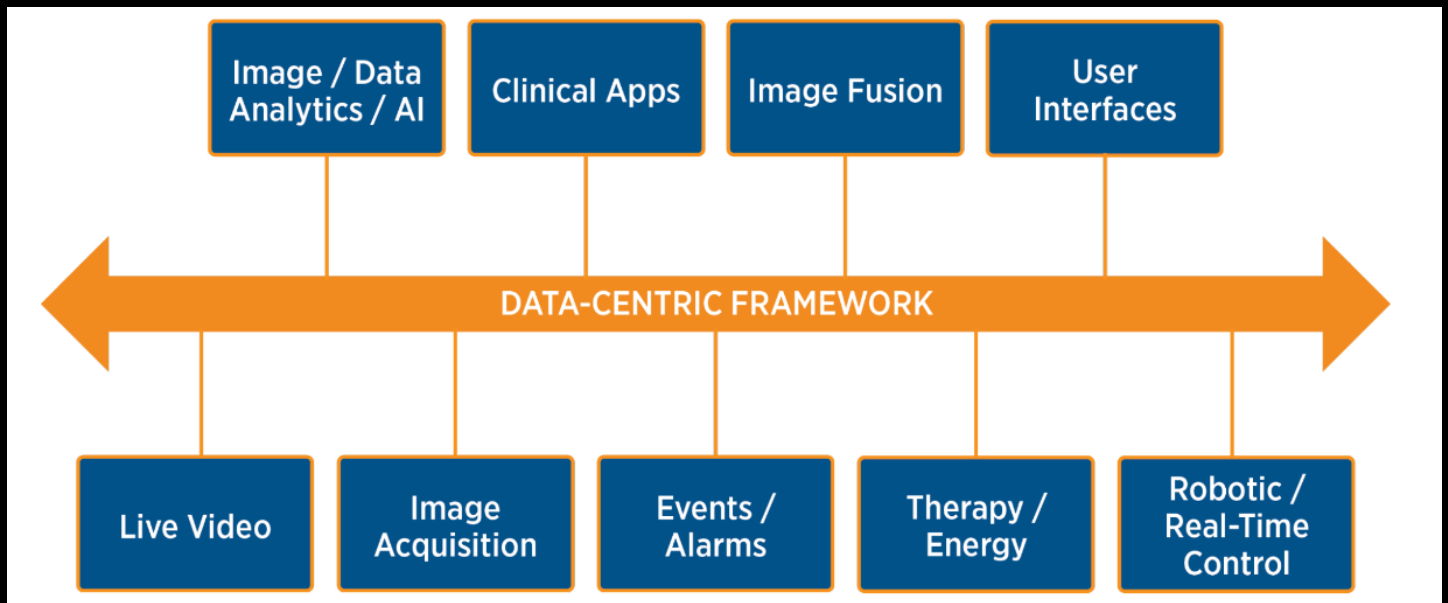 Image / Data
Analytics / AI
Clinical Apps
Image Fusion
User
Interfaces
DATA-CENTRIC FRAMEWORK
Live Video
Image
Acquisition
Events /
Alarms
Therapy /
Energy
Robotic /
Real-Time
Control